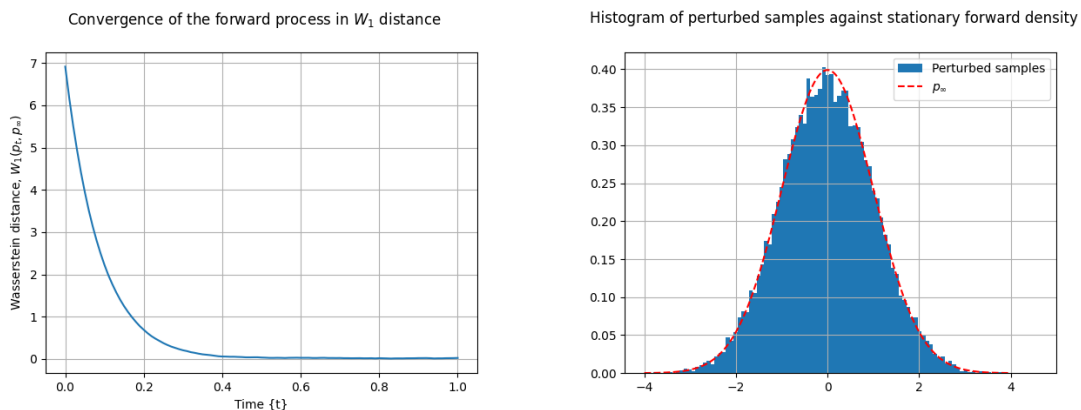 Convergence of the forward process in W₁ distance
Wasserstein distance, W₁(pₜ, p∞)
7
6
5
4
3
2
1
0
0.0 0.2 0.4 0.6 0.8 1.0
Time {t}
Histogram of perturbed samples against stationary forward density
Perturbed samples
p∞
0.40
0.35
0.30
0.25
0.20
0.15
0.10
0.05
0.00
−4 −2 0 2 4